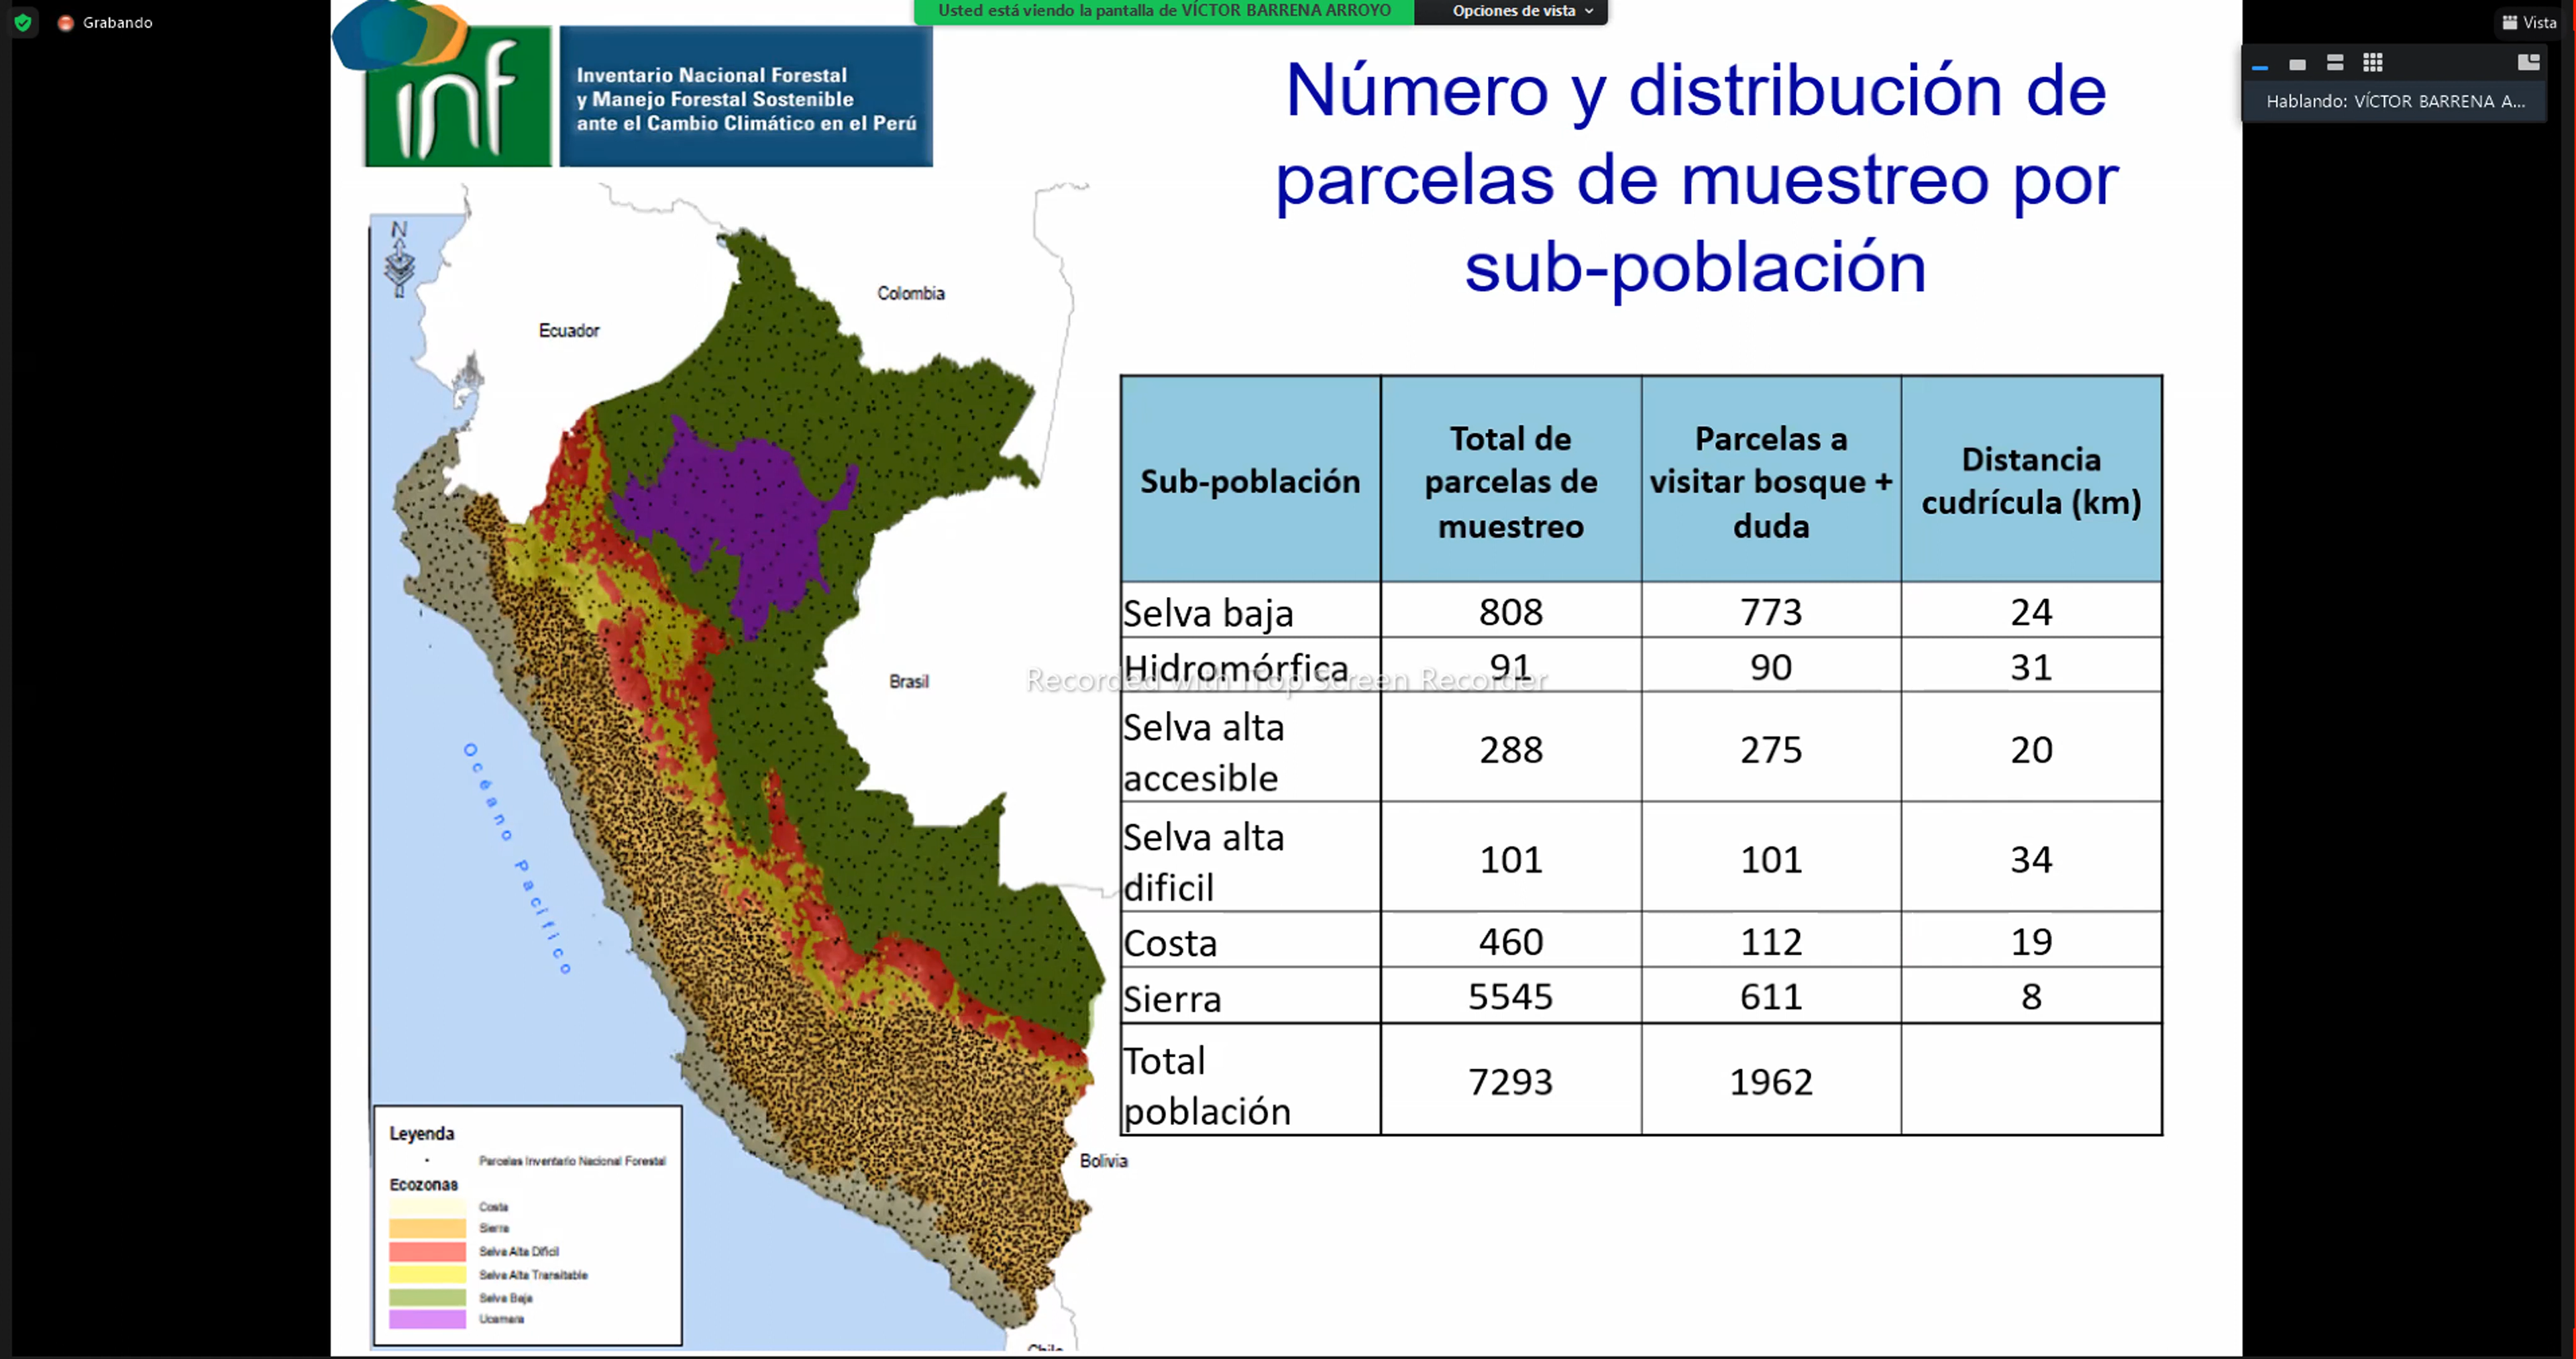 Grabando
Usted está viendo la pantalla de VÍCTOR BARRENA ARROYO
Opciones de vista
Vista
Hablando: VÍCTOR BARRENA A...
inf
Inventario Nacional Forestal
y Manejo Forestal Sostenible
ante el Cambio Climático en el Perú
Número y distribución de
parcelas de muestreo por
sub-población
N
Colombia
Ecuador
Brasil
Océano Pacífico
Bolivia
Chile
Leyenda
Parcelas Inventario Nacional Forestal
Ecozonas
Costa
Sierra
Selva Alta Dificil
Selva Alta Transitable
Selva Baja
Ucamara
Sub-población
Total de
parcelas de
muestreo
Parcelas a
visitar bosque +
duda
Distancia
cudrícula (km)
Selva baja 808 773 24
Hidromórfica 91 90 31
Selva alta
accesible 288 275 20
Selva alta
dificil 101 101 34
Costa 460 112 19
Sierra 5545 611 8
Total
población 7293 1962
Recorded with iTop Screen Recorder